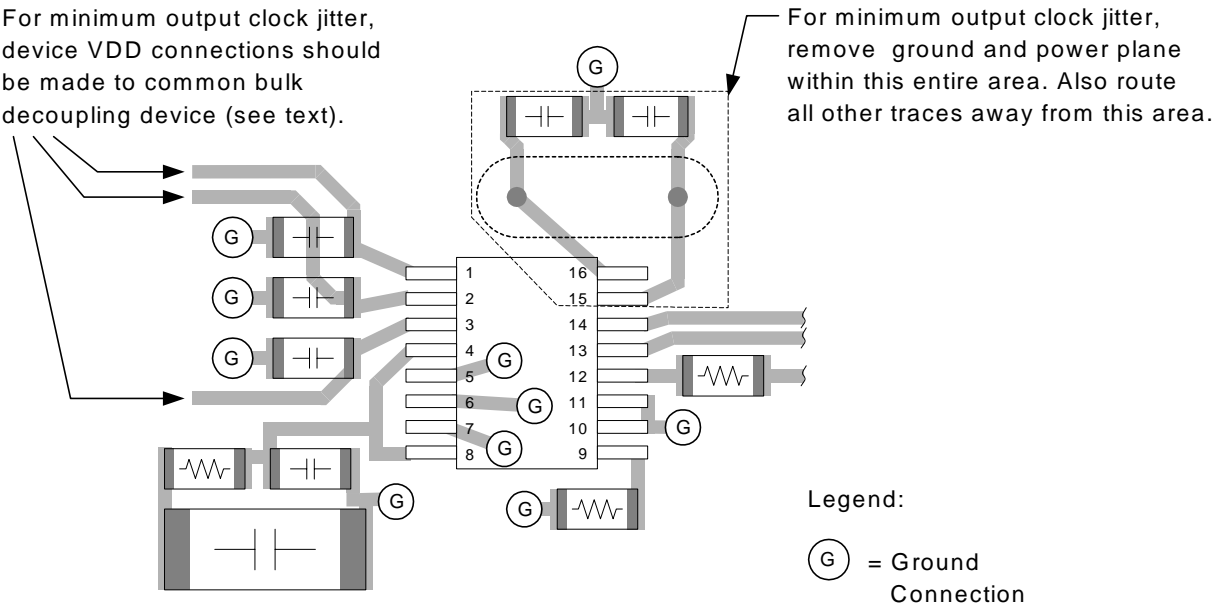 For minimum output clock jitter,
device VDD connections should
be made to common bulk
decoupling device (see text).
For minimum output clock jitter,
remove ground and power plane
within this entire area. Also route
all other traces away from this area.
G
G
G
G
1
2
3
4
5
6
7
8
16
15
14
13
12
11
10
9
G
G
G
G
G
G
Legend:
G = Ground
Connection